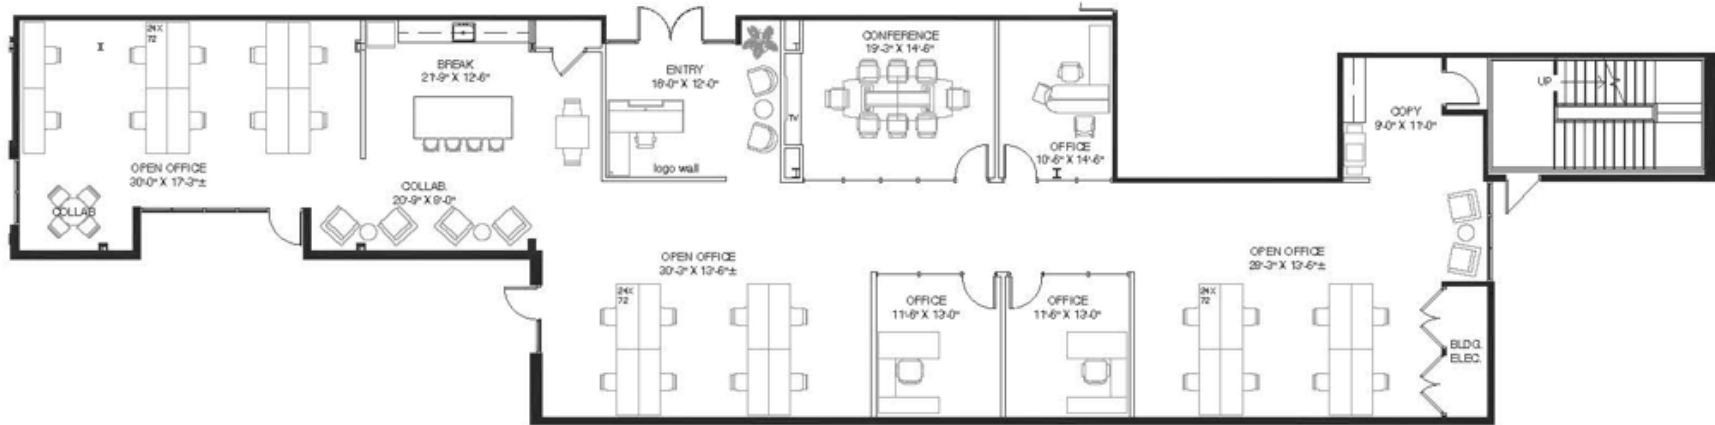 24X
72
BREAK
21'-9" X 12'-6"
ENTRY
16'-0" X 12'-0"
CONFERENCE
19'-3" X 14'-6"
TV
OFFICE
10'-6" X 14'-6"
COPY
9'-0" X 11'-0"
UP
OPEN OFFICE
30'-0" X 17'-3"±
logo wall
COLLAB
COLLAB.
20'-9" X 8'-0"
OPEN OFFICE
30'-3" X 13'-6"±
OPEN OFFICE
28'-3" X 13'-6"±
24X
72
OFFICE
11'-6" X 13'-0"
OFFICE
11'-6" X 13'-0"
24X
72
BLDG.
ELEC.